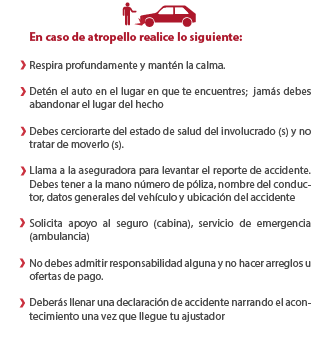 En caso de atropello realice lo siguiente:
Respira profundamente y mantén la calma.
Detén el auto en el lugar en que te encuentres; jamás debes
abandonar el lugar del hecho
Debes cerciorarte del estado de salud del involucrado (s) y no
tratar de moverlo (s).
Llama a la aseguradora para levantar el reporte de accidente.
Debes tener a la mano número de póliza, nombre del conduc-
tor, datos generales del vehículo y ubicación del accidente
Solicita apoyo al seguro (cabina), servicio de emergencia
(ambulancia)
No debes admitir responsabilidad alguna y no hacer arreglos u
ofertas de pago.
Deberás llenar una declaración de accidente narrando el acon-
tecimiento una vez que llegue tu ajustador